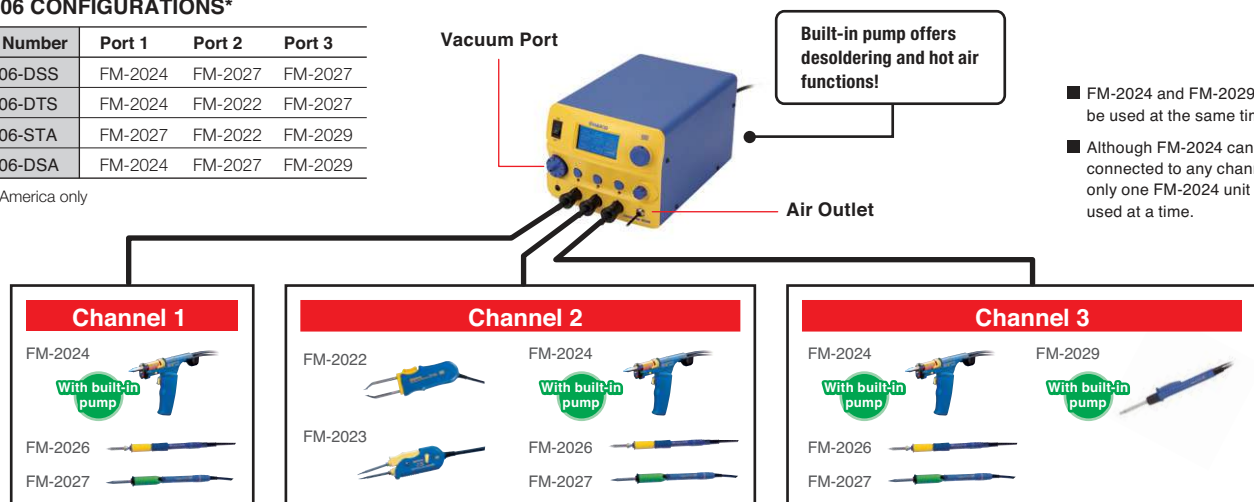 06 CONFIGURATIONS*
Number Port 1 Port 2 Port 3
06-DSS FM-2024 FM-2027 FM-2027
06-DTS FM-2024 FM-2022 FM-2027
06-STA FM-2027 FM-2022 FM-2029
06-DSA FM-2024 FM-2027 FM-2029
America only
Vacuum Port
Built-in pump offers
desoldering and hot air
functions!
Air Outlet
■ FM-2024 and FM-2029
be used at the same tim
■ Although FM-2024 can
connected to any chann
only one FM-2024 unit
used at a time.
Channel 1
FM-2024
With built-in
pump
FM-2026
FM-2027
Channel 2
FM-2022
FM-2023
FM-2024
With built-in
pump
FM-2026
FM-2027
Channel 3
FM-2024
With built-in
pump
FM-2026
FM-2027
FM-2029
With built-in
pump